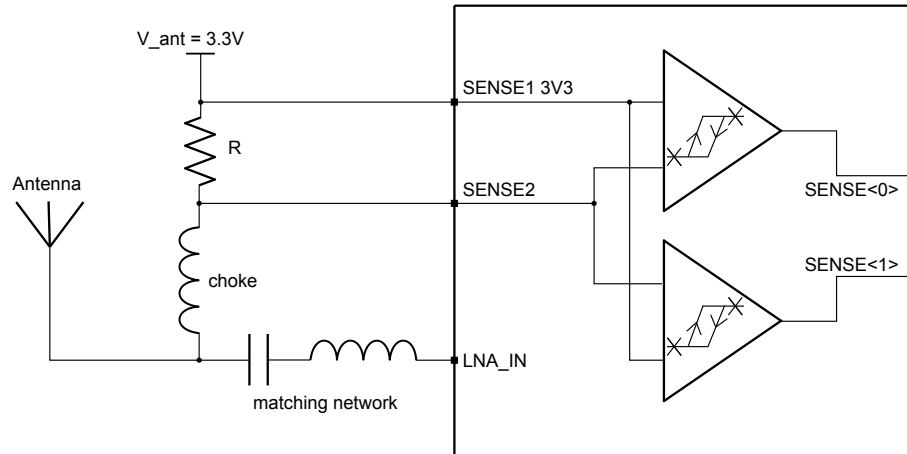 V_ant = 3.3V
SENSE1 3V3
R
Antenna
SENSE2
SENSE<0>
SENSE<1>
choke
LNA_IN
matching network